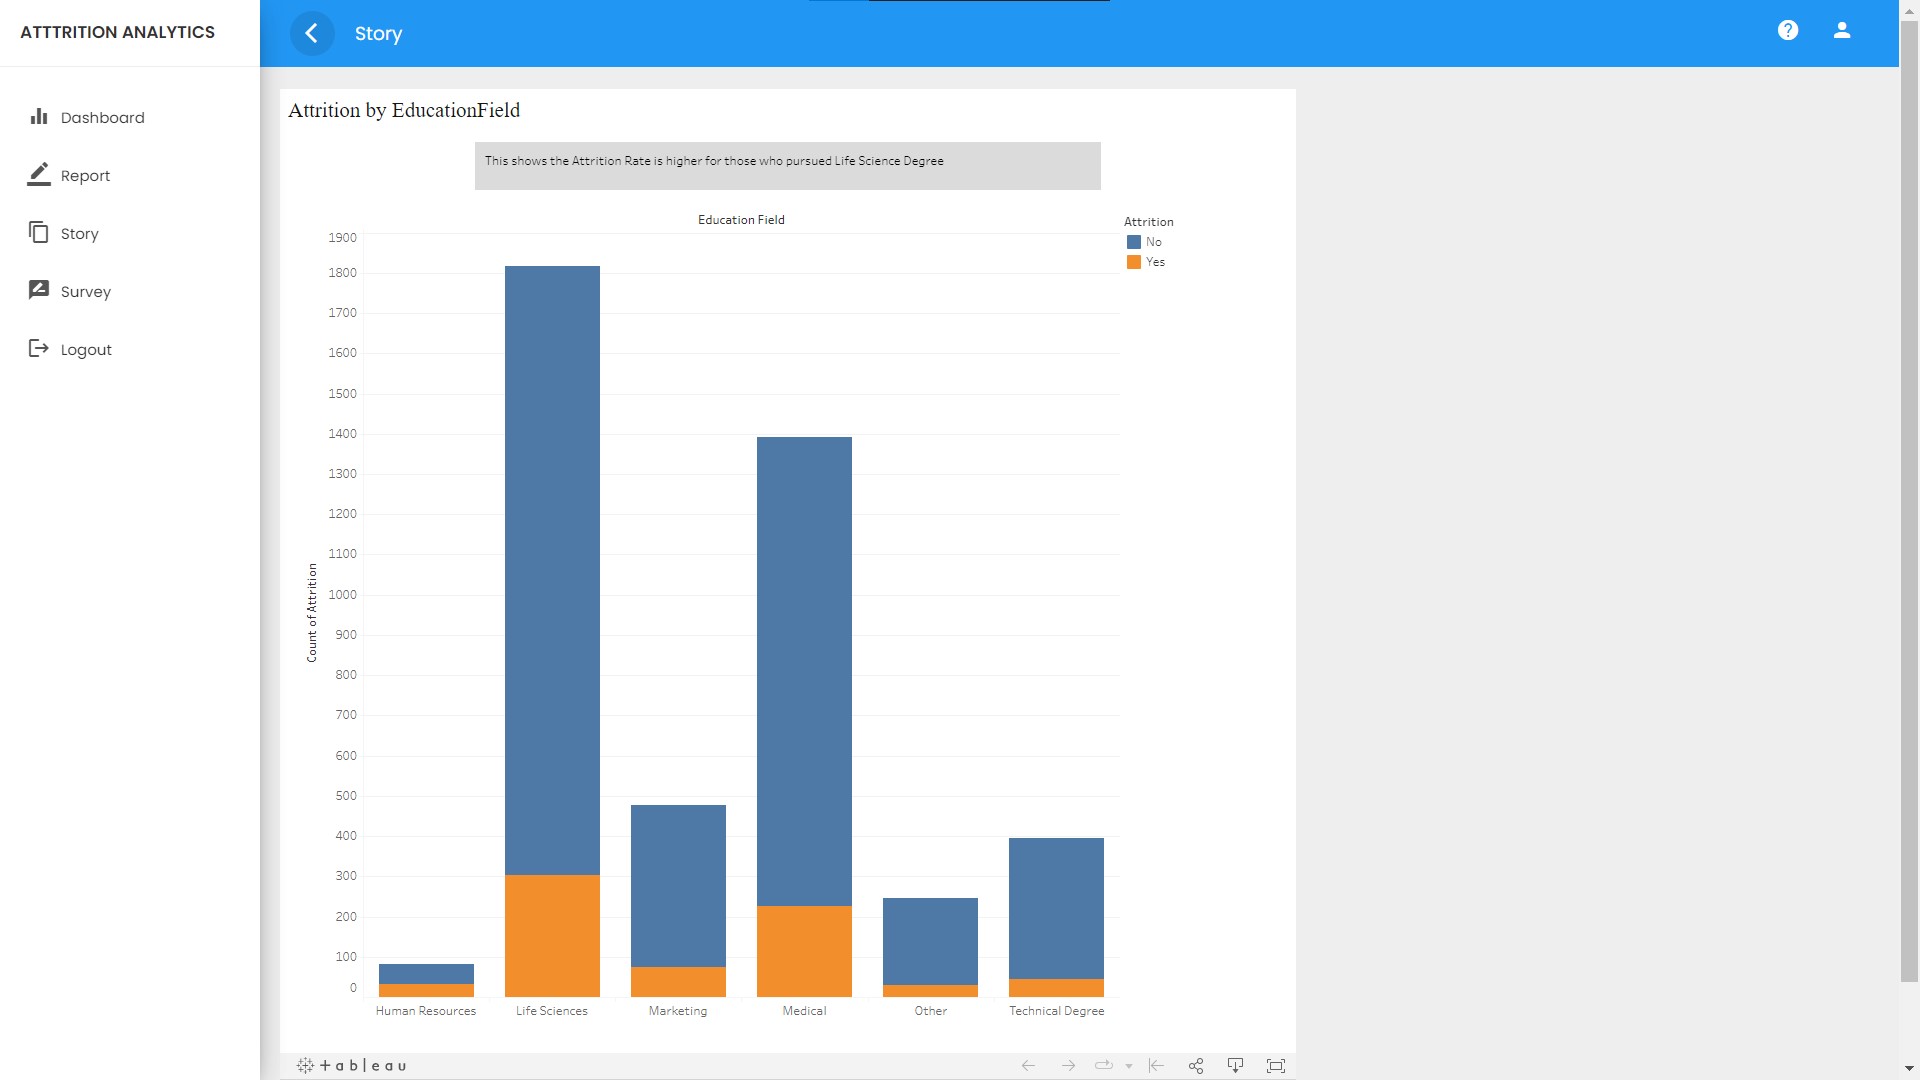 ATTTRITION ANALYTICS
Story
Dashboard
Report
Story
Survey
Logout
Attrition by EducationField
This shows the Attrition Rate is higher for those who pursued Life Science Degree
Education Field
Attrition
No
Yes
1900
1800
1700
1600
1500
1400
1300
1200
1100
1000
900
800
700
600
500
400
300
200
100
0
Count of Attrition
Human Resources
Life Sciences
Marketing
Medical
Other
Technical Degree
+ableau